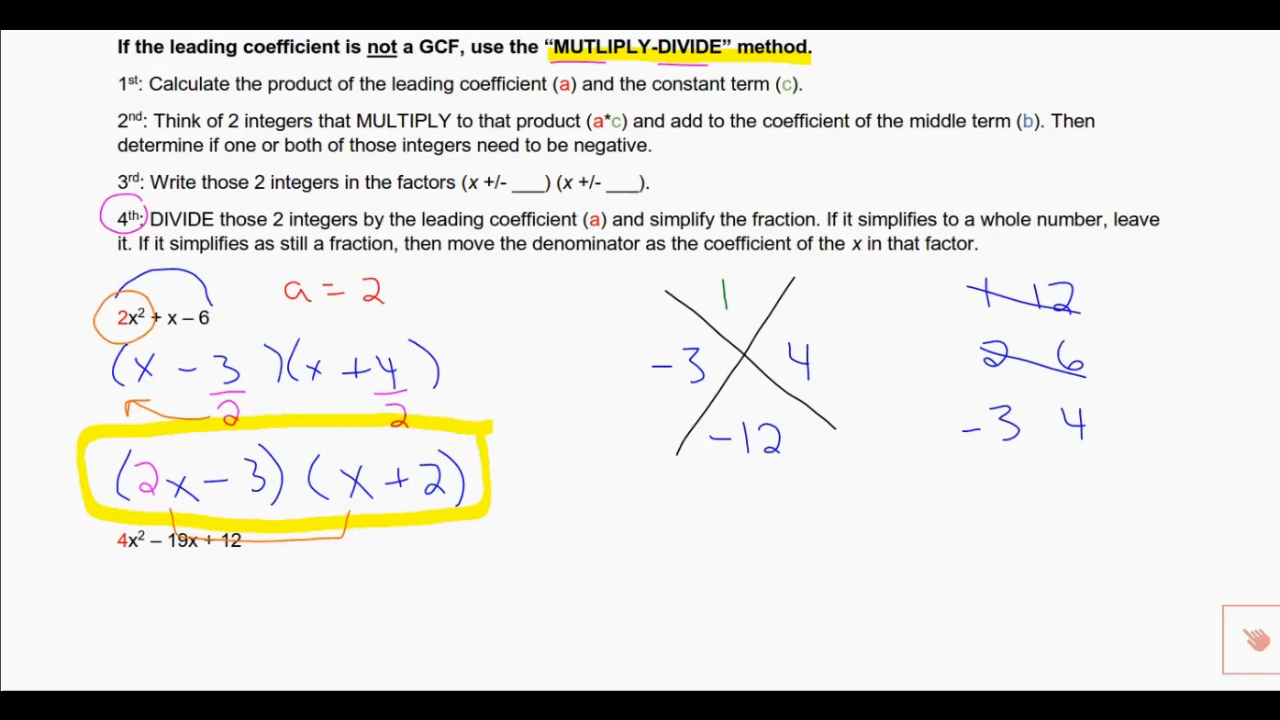 If the leading coefficient is not a GCF, use the “MUTLIPLY-DIVIDE” method.
1st: Calculate the product of the leading coefficient (a) and the constant term (c).
2nd: Think of 2 integers that MULTIPLY to that product (a*c) and add to the coefficient of the middle term (b). Then
determine if one or both of those integers need to be negative.
3rd: Write those 2 integers in the factors (x +/- ___) (x +/- ___).
4th: DIVIDE those 2 integers by the leading coefficient (a) and simplify the fraction. If it simplifies to a whole number, leave
it. If it simplifies as still a fraction, then move the denominator as the coefficient of the x in that factor.
a = 2
2x² + x – 6
(x - 3/2)(x + 4/2)
(2x - 3) (x + 2)
4x² – 19x + 12
1
-3 4
-12
+ 12
2 6
-3 4